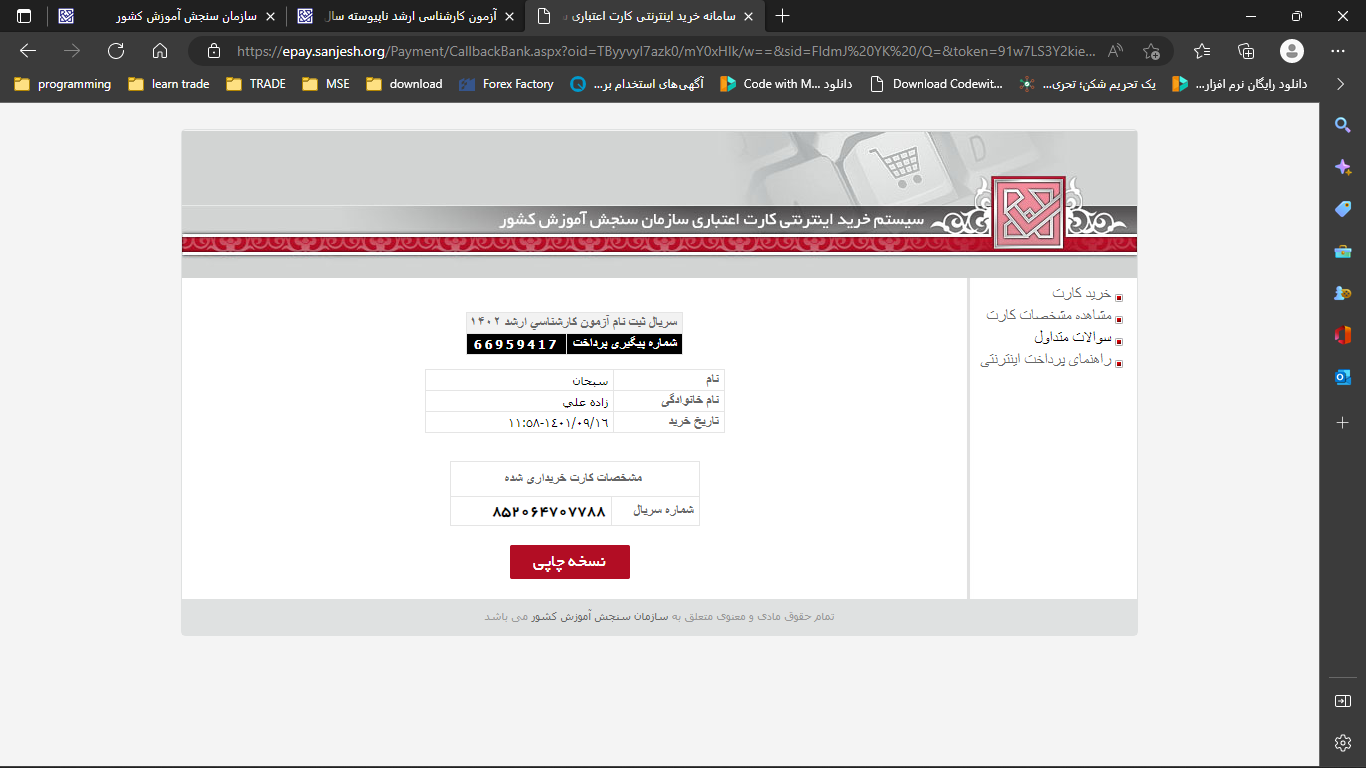 سازمان سنجش آموزش کشور
آزمون کارشناسی ارشد ناپیوسته سال
سامانه خرید اینترنتی کارت اعتباری
https://epay.sanjesh.org/Payment/CallbackBank.aspx?oid=TByyvyI7azk0/mY0xHIk/w==&sid=FIdmJ%20YK%20/Q=&token=91w7LS3Y2kie...
programming
learn trade
TRADE
MSE
download
Forex Factory
آگهی‌های استخدام بر...
دانلود Code with M...
Download Codewit...
یک تحریم شکن؛ تحری...
دانلود رایگان نرم افزار...
سیستم خرید اینترنتی کارت اعتباری سازمان سنجش آموزش کشور
خرید کارت
مشاهده مشخصات کارت
سوالات متداول
راهنمای پرداخت اینترنتی
سریال ثبت نام آزمون کارشناسي ارشد ۱۴۰۲
شماره پیگیری پرداخت 66959417
نام سبحان
نام خانوادگی زاده علي
تاریخ خرید ۱۱:۵۸-۱۴۰۱/۰۹/۱۶
مشخصات کارت خریداری شده
شماره سریال ۸۵۲۰۶۴۷۰۷۷۸۸
نسخه چاپی
تمام حقوق مادی و معنوی متعلق به سازمان سنجش آموزش کشور می باشد